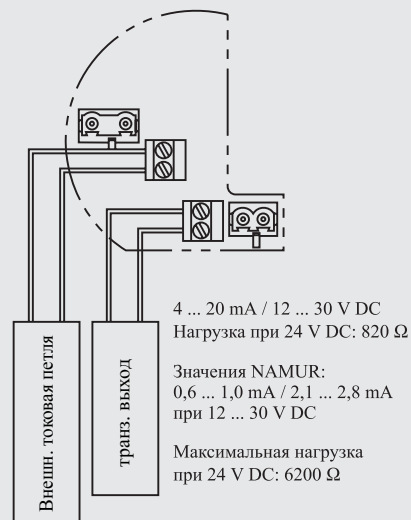 4 ... 20 mA / 12 ... 30 V DC
Нагрузка при 24 V DC: 820 Ω
Значения NAMUR:
0,6 ... 1,0 mA / 2,1 ... 2,8 mA
при 12 ... 30 V DC
Максимальная нагрузка
при 24 V DC: 6200 Ω
Внешн. токовая петля
транз. выход